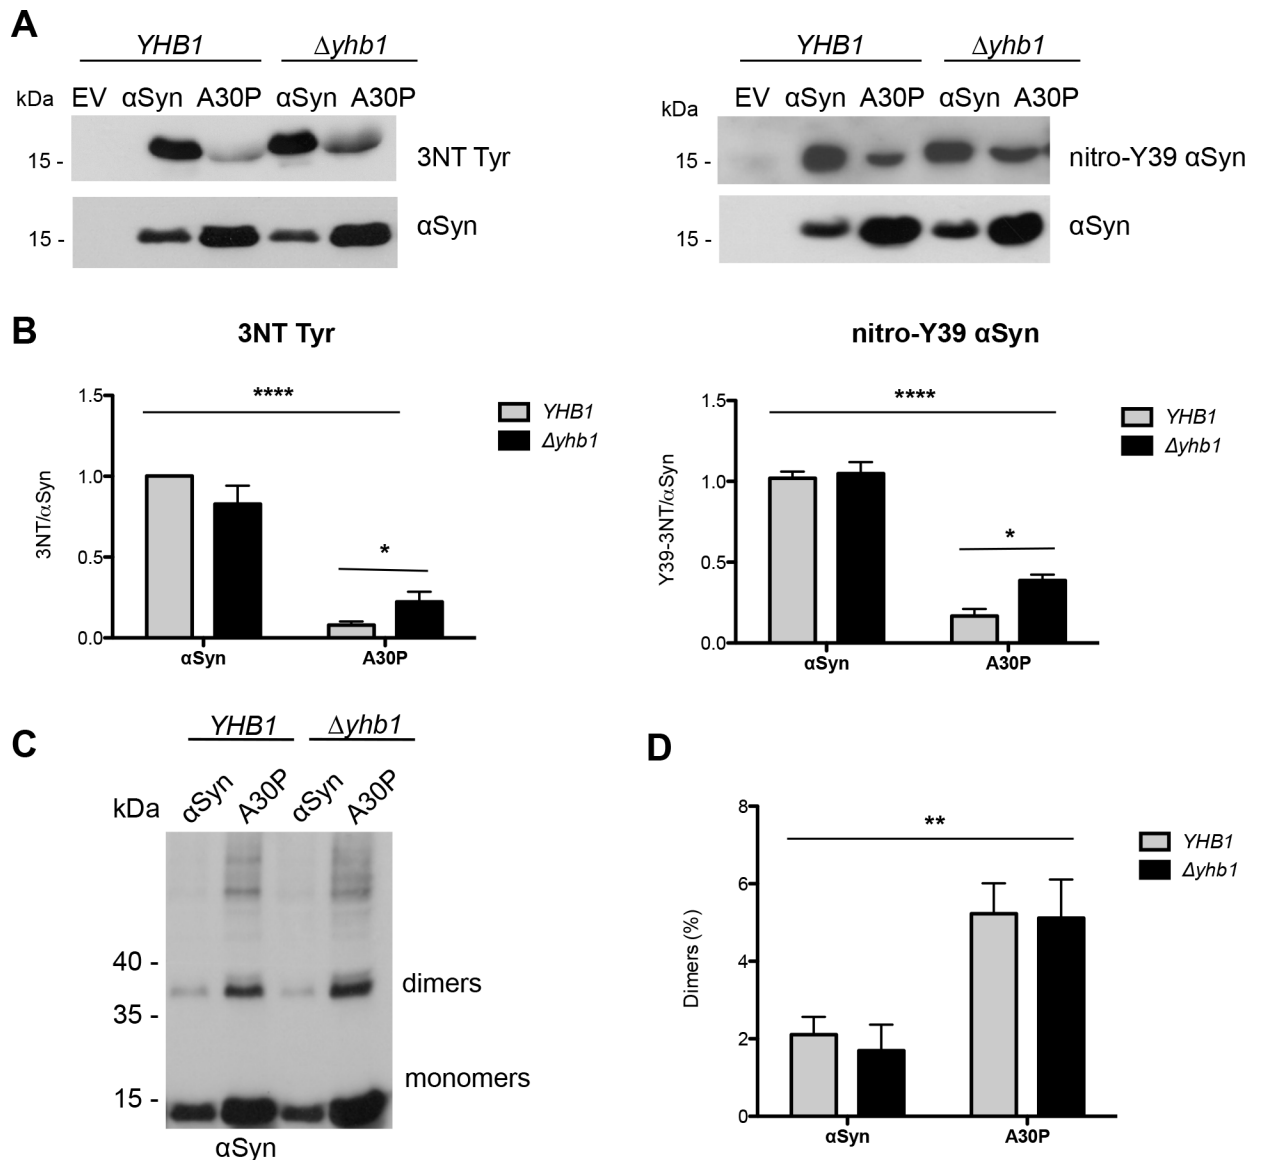 A
YHB1 Δyhb1
kDa EV αSyn A30P αSyn A30P
15 - 3NT Tyr
15 - αSyn
YHB1 Δyhb1
kDa EV αSyn A30P αSyn A30P
15 - nitro-Y39 αSyn
15 - αSyn
B
3NT Tyr
3NT/αSyn
1.5
1.0
0.5
0.0
****
*
αSyn A30P
YHB1
Δyhb1
nitro-Y39 αSyn
Y39-3NT/αSyn
1.5
1.0
0.5
0.0
****
*
αSyn A30P
YHB1
Δyhb1
C
YHB1 Δyhb1
kDa αSyn A30P αSyn A30P
40 -
dimers
35 -
monomers
15 -
αSyn
D
Dimers (%)
8
6
4
2
0
**
αSyn A30P
YHB1
Δyhb1